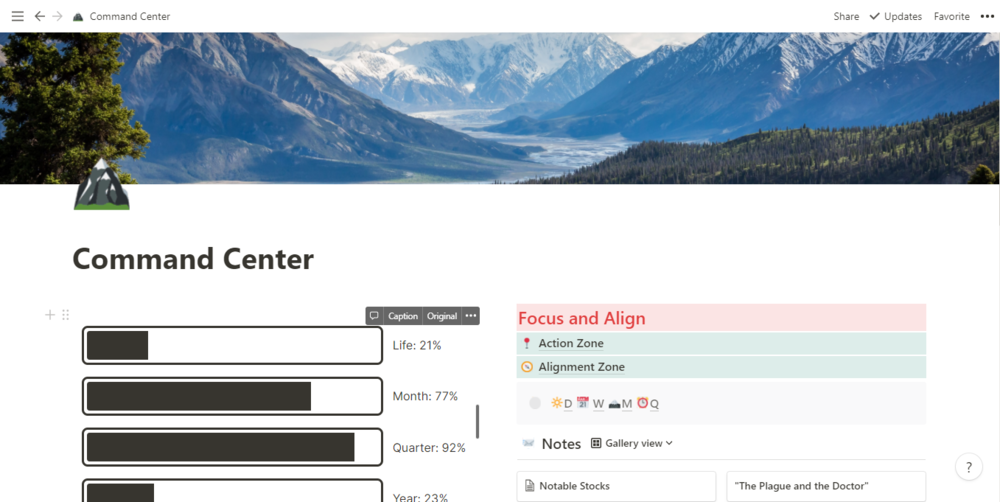 Command Center
Share Updates Favorite
Command Center
Caption Original
Life: 21%
Month: 77%
Quarter: 92%
Year: 23%
Focus and Align
Action Zone
Alignment Zone
D W M Q
Notes Gallery view
Notable Stocks
"The Plague and the Doctor"
?